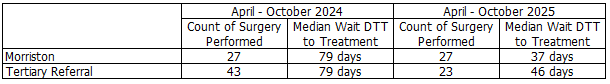 April - October 2024 April - October 2025
Count of Surgery Performed Median Wait DTT to Treatment Count of Surgery Performed Median Wait DTT to Treatment
Morriston 27 79 days 27 37 days
Tertiary Referral 43 79 days 23 46 days